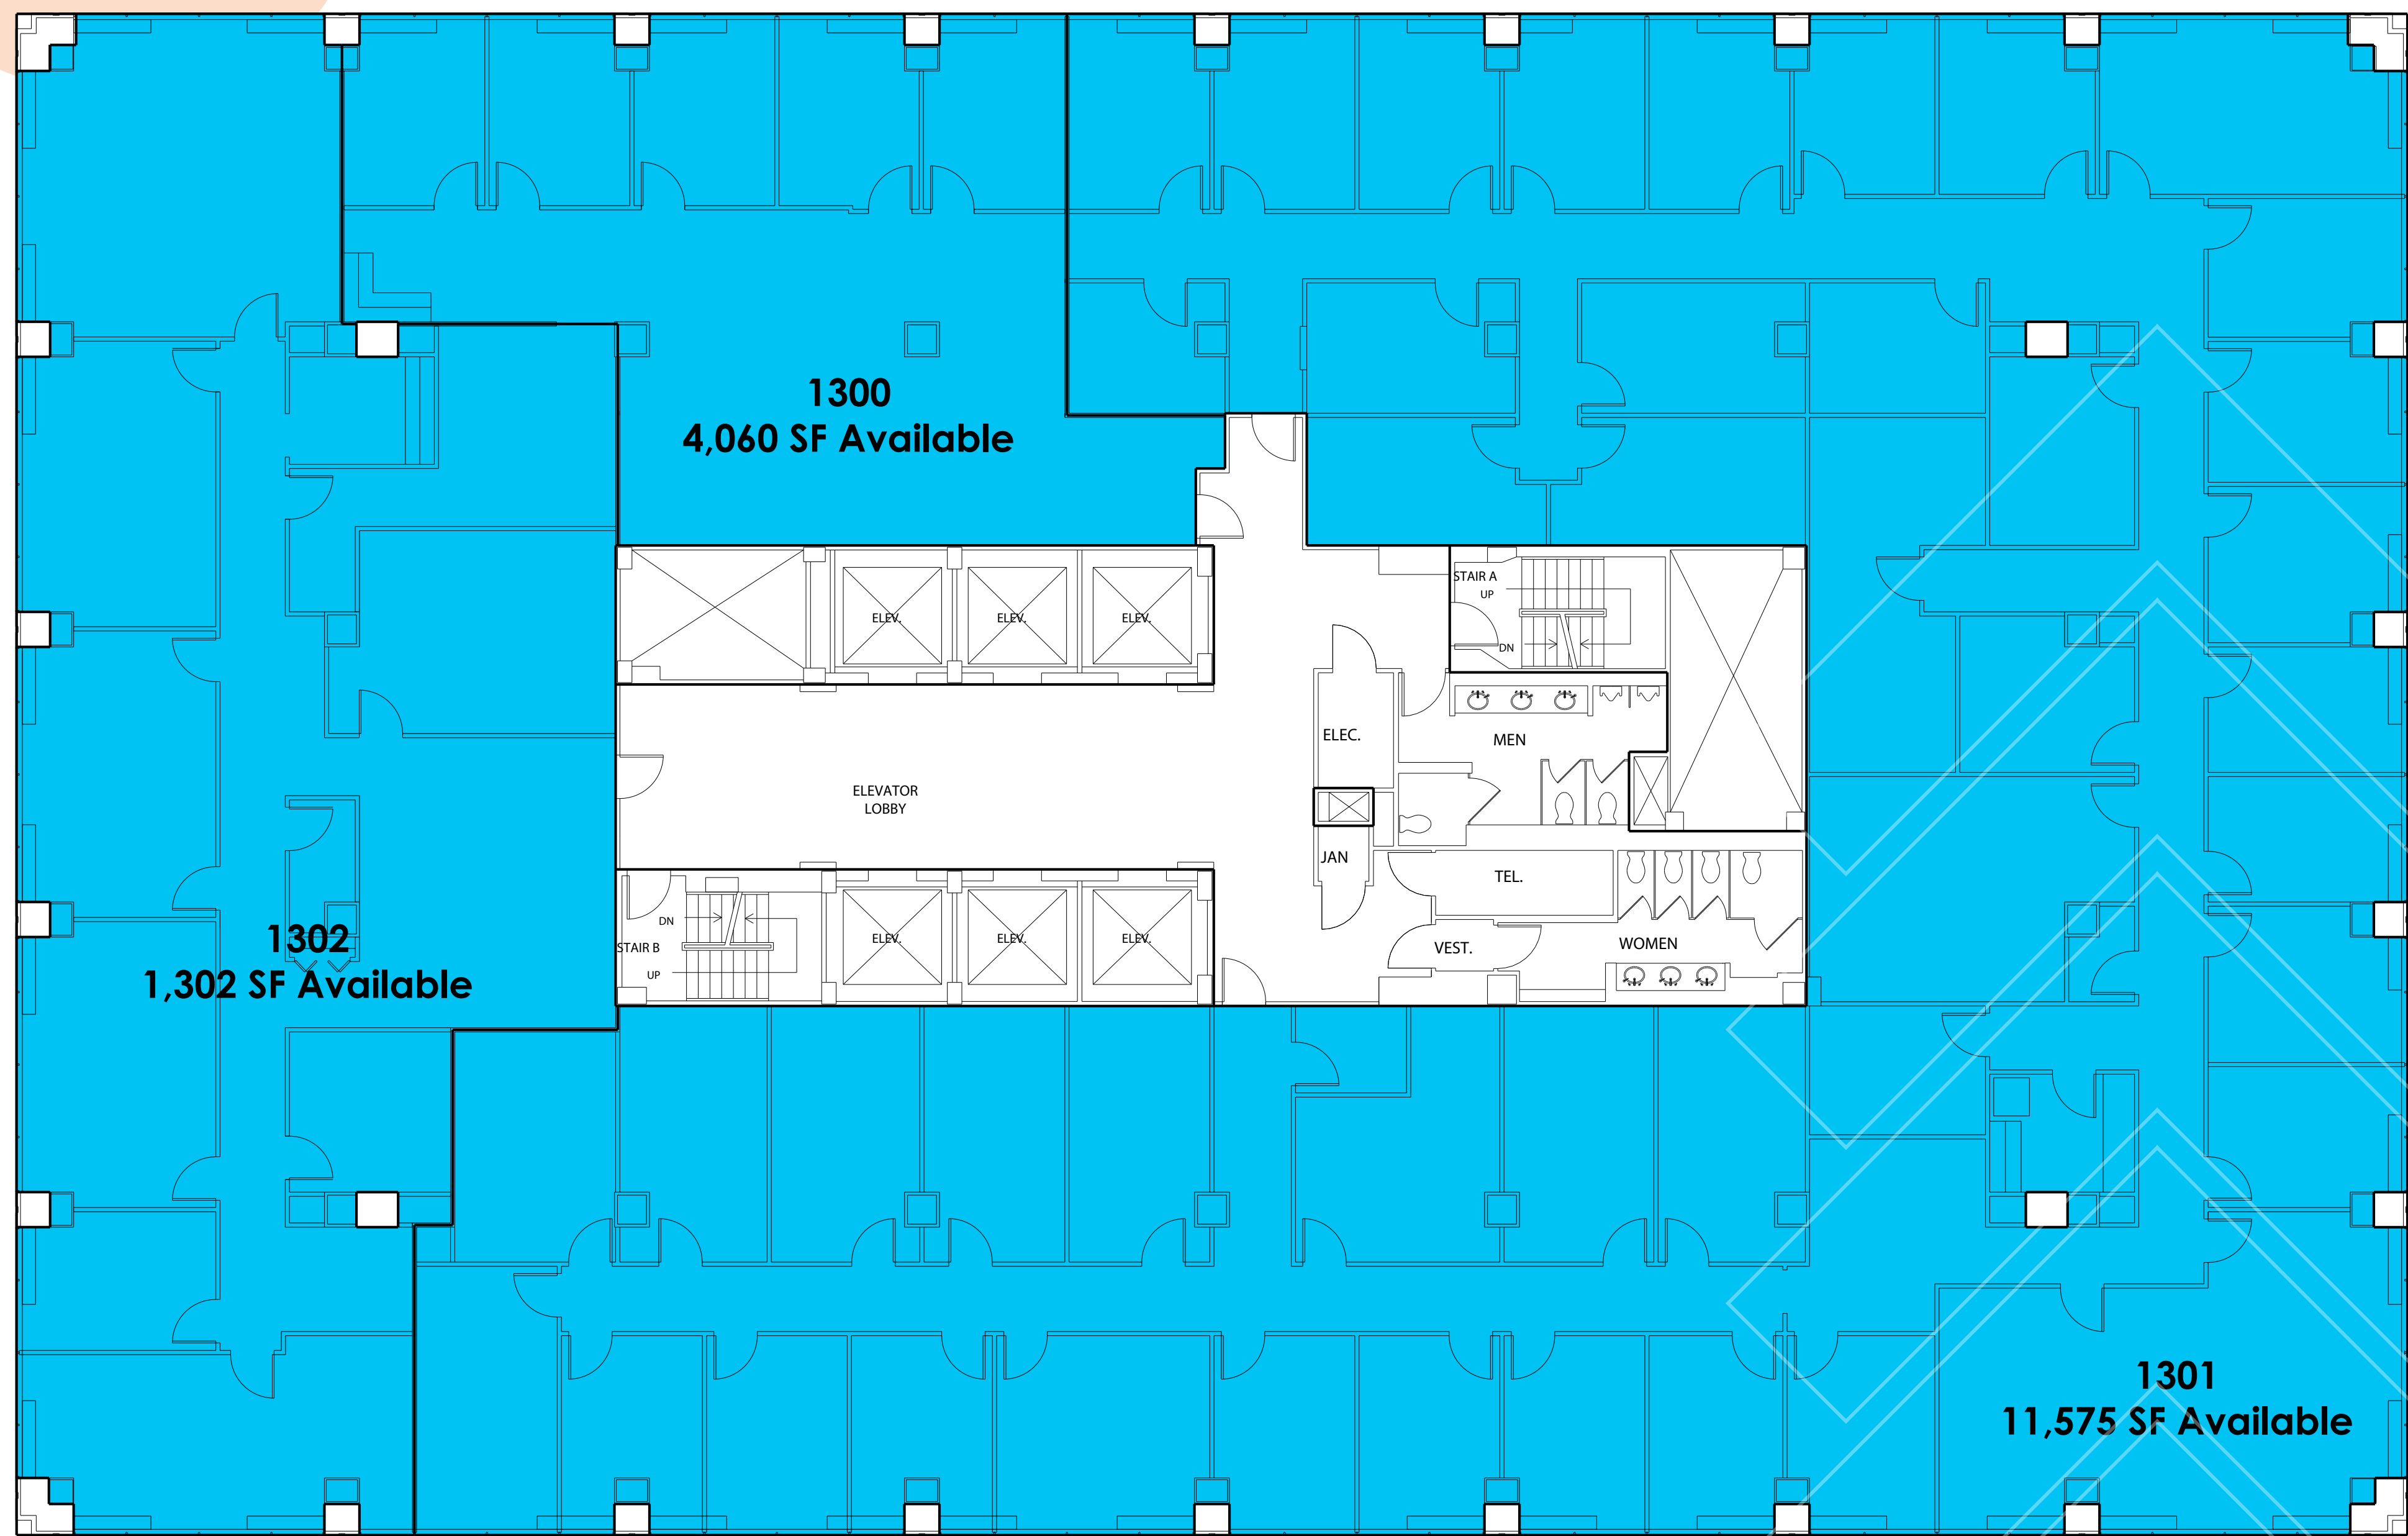 1300
4,060 SF Available
STAIR A
UP
DN
ELEV.
ELEV.
ELEV.
ELEC.
MEN
ELEVATOR
LOBBY
JAN
TEL.
DN
STAIR B
UP
ELEV.
ELEV.
ELEV.
VEST.
WOMEN
1302
1,302 SF Available
1301
11,575 SF Available